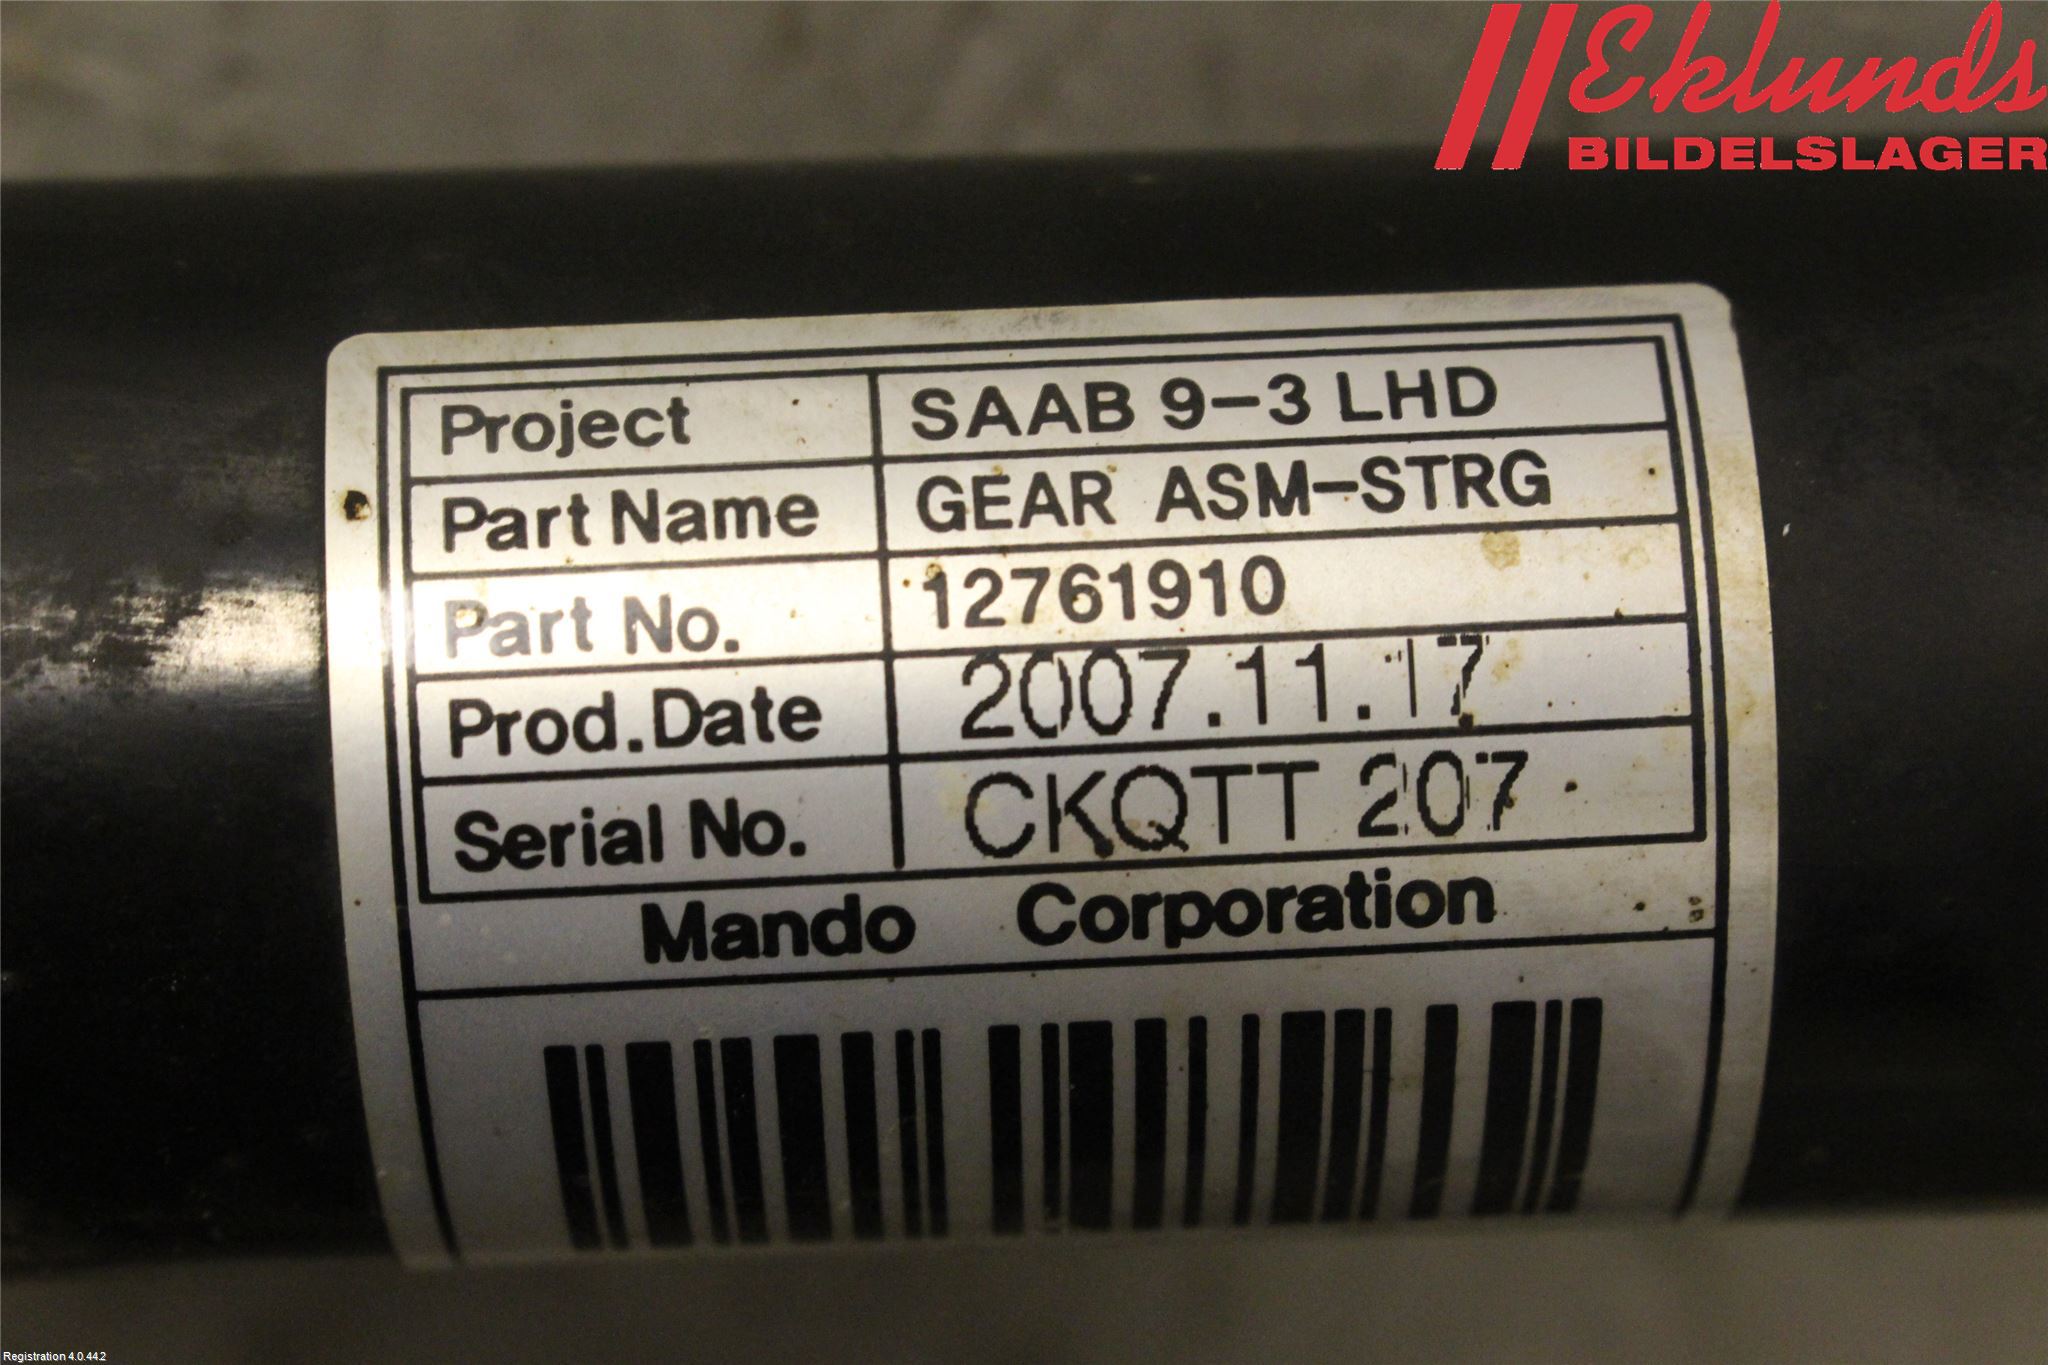 Eklunds
BILDELSLAGER
Project SAAB 9-3 LHD
Part Name GEAR ASM-STRG
Part No. 12761910
Prod.Date 2007.11.17
Serial No. CKQTT 207
Mando Corporation
Registration 4.0.44.2